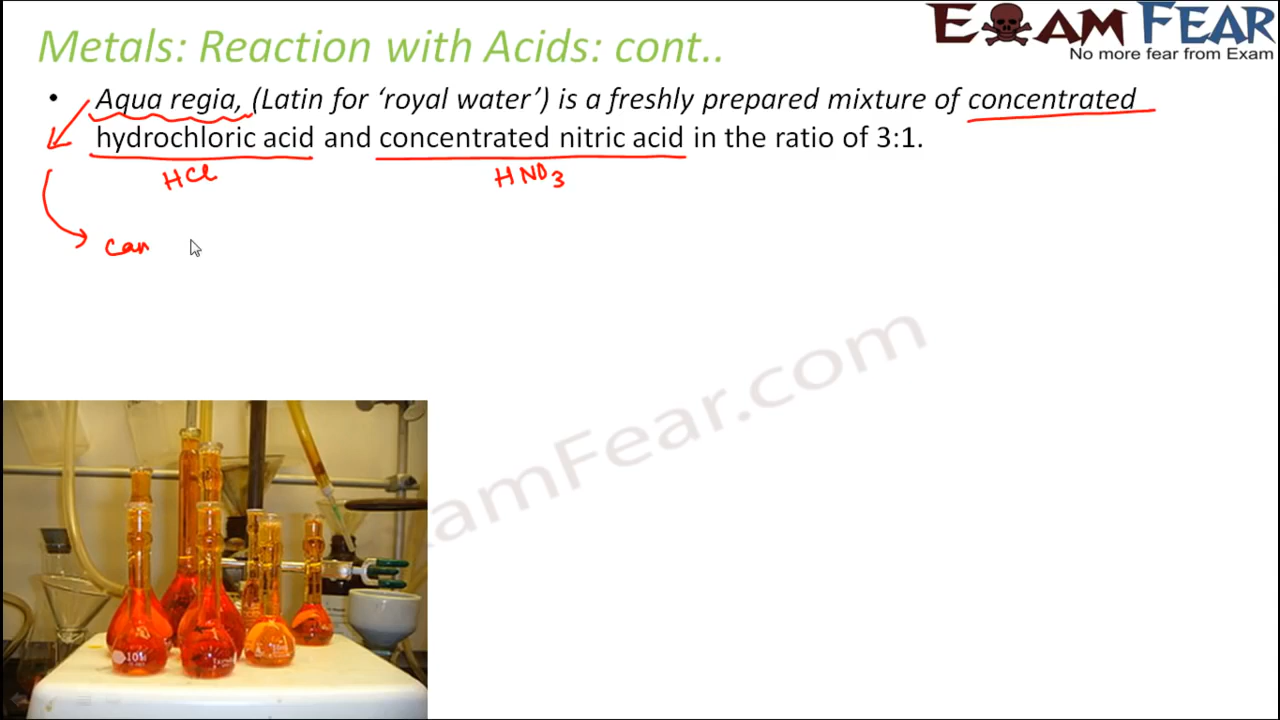 Metals: Reaction with Acids: cont..
EXAM FEAR
No more fear from Exam
• Aqua regia, (Latin for ‘royal water’) is a freshly prepared mixture of concentrated
hydrochloric acid and concentrated nitric acid in the ratio of 3:1.
HCl HNO3
can
ExamFear.com